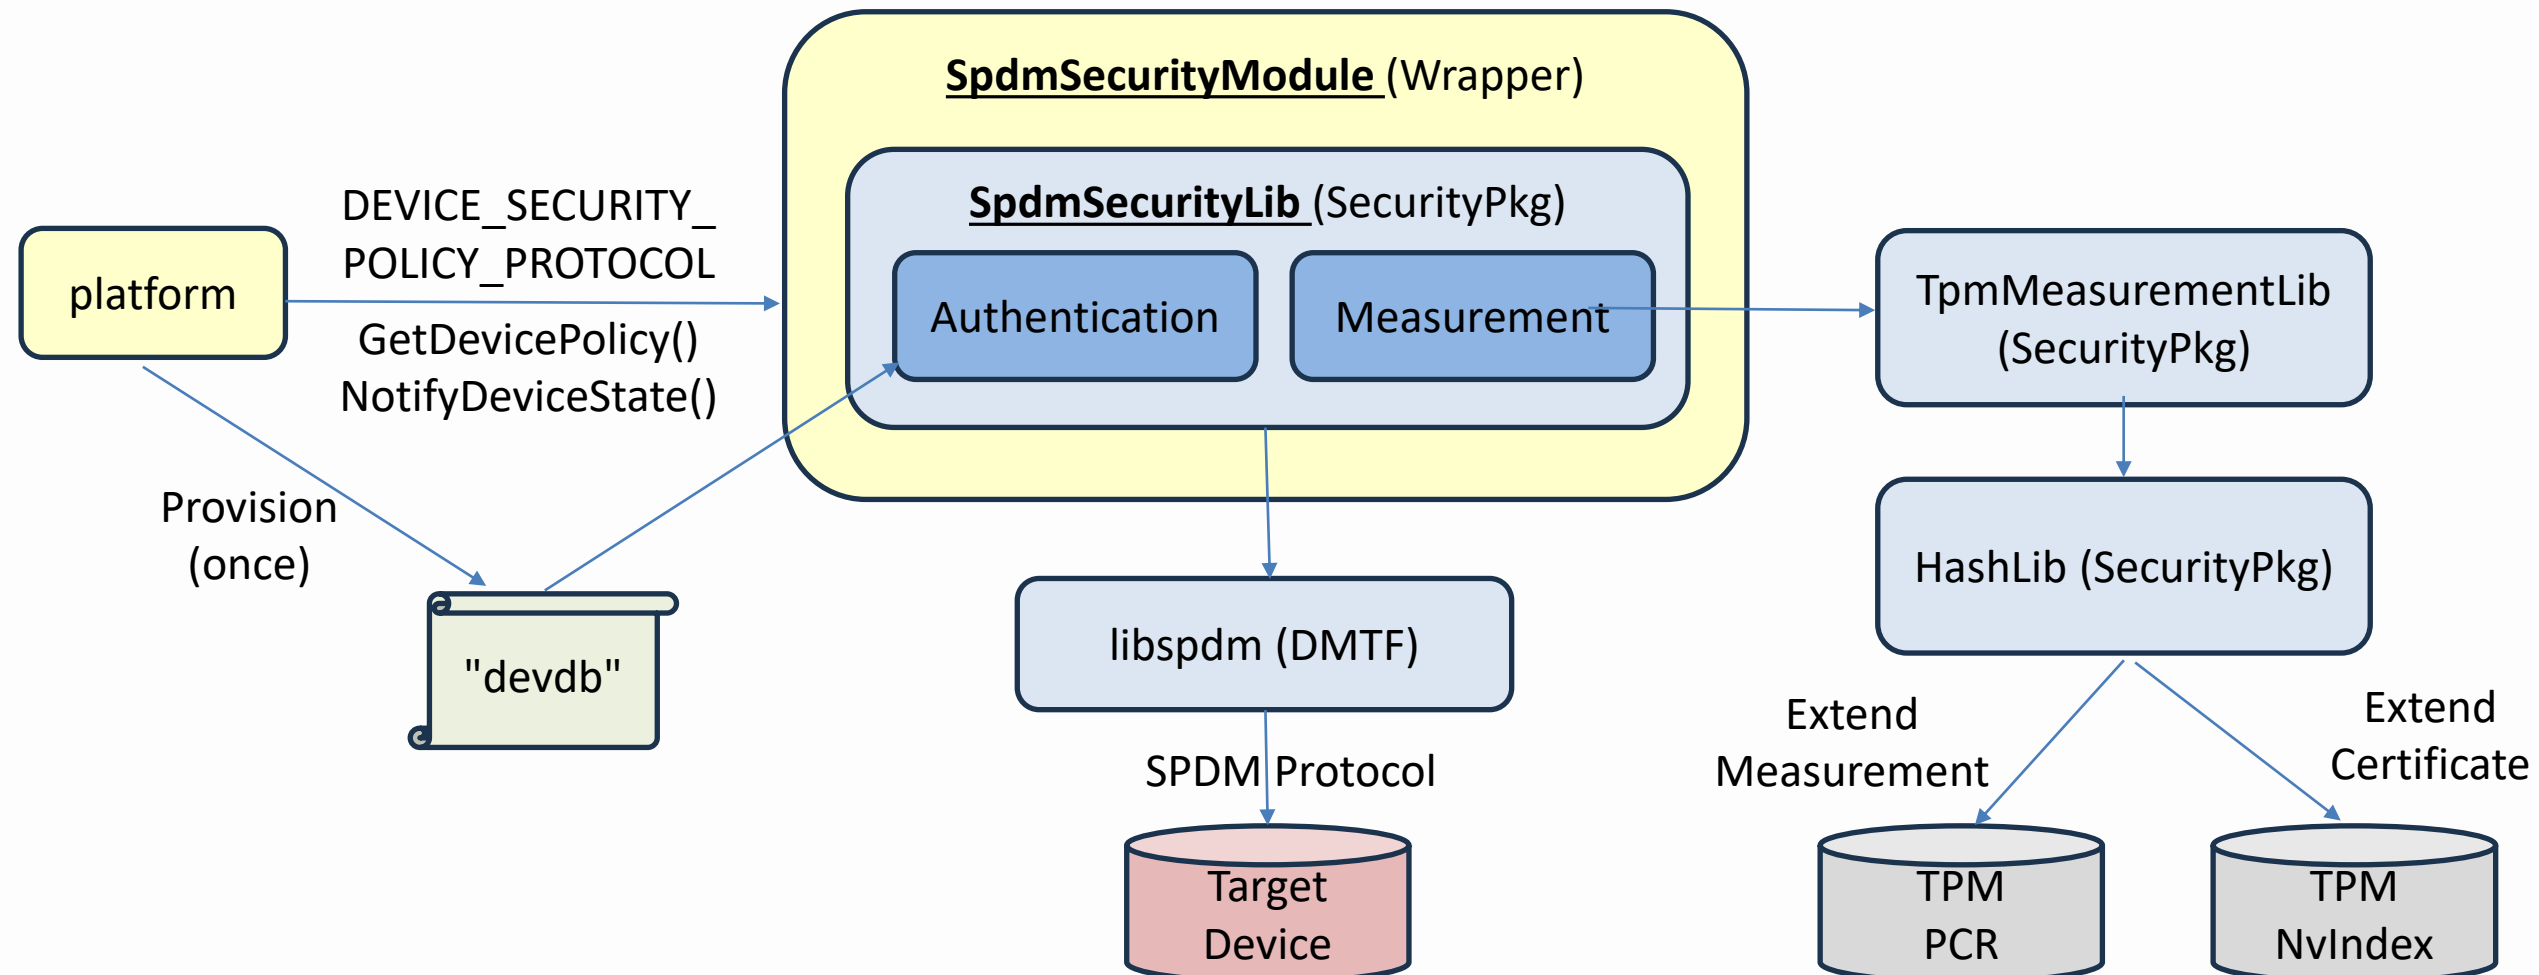 SpdmSecurityModule (Wrapper)
SpdmSecurityLib (SecurityPkg)
Authentication
Measurement
platform
DEVICE_SECURITY_
POLICY_PROTOCOL
GetDevicePolicy()
NotifyDeviceState()
Provision
(once)
"devdb"
libspdm (DMTF)
SPDM Protocol
Target
Device
TpmMeasurementLib
(SecurityPkg)
HashLib (SecurityPkg)
Extend
Measurement
Extend
Certificate
TPM
PCR
TPM
NvIndex